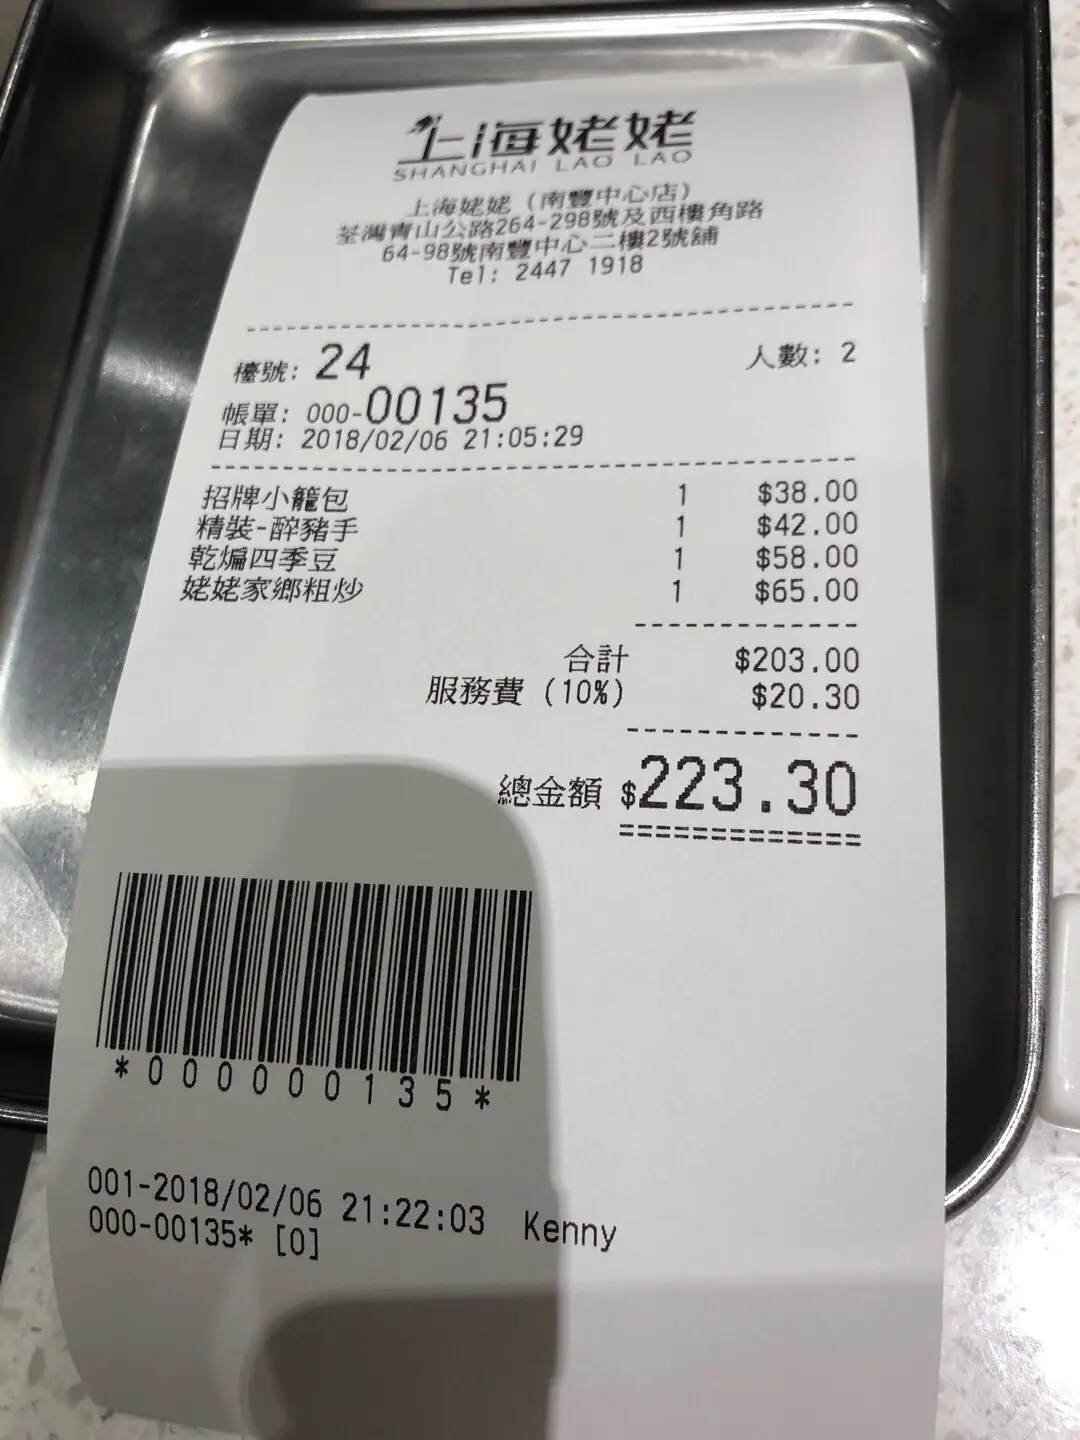 上海姥姥
SHANGHAI LAO LAO
上海姥姥 (南豐中心店)
荃灣青山公路264-298號及西樓角路
64-98號南豐中心二樓2號舖
Tel: 2447 1918
檯號: 24 人數: 2
帳單: 000-00135
日期: 2018/02/06 21:05:29
招牌小籠包 1 $38.00
精裝-醉豬手 1 $42.00
乾煸四季豆 1 $58.00
姥姥家鄉粗炒 1 $65.00
合計 $203.00
服務費 (10%) $20.30
總金額 $223.30
*000000135*
001-2018/02/06 21:22:03 Kenny
000-00135* [0]